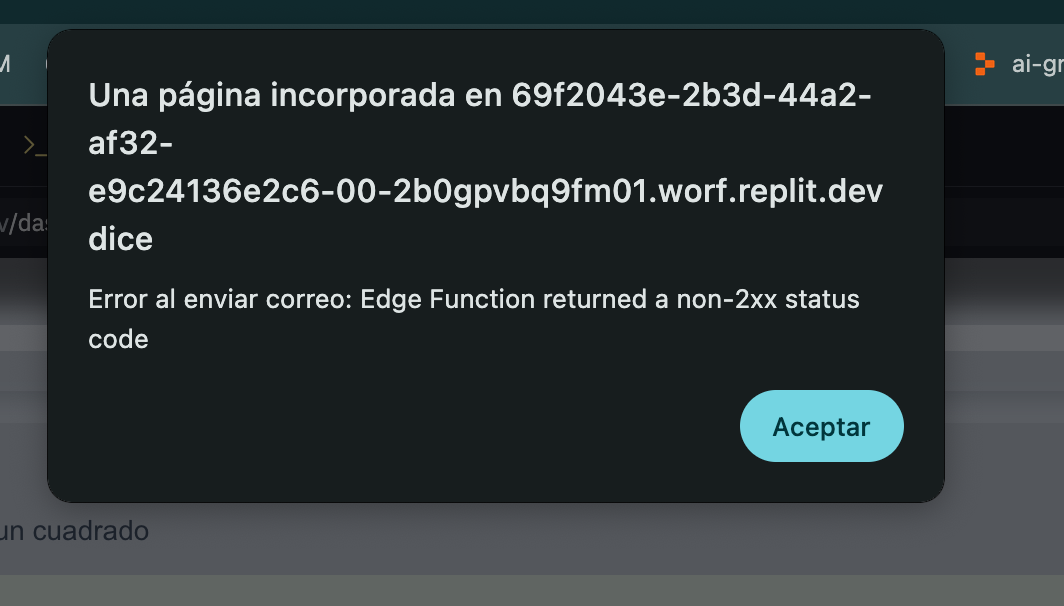 M
ai-gr
Una página incorporada en 69f2043e-2b3d-44a2-
af32-
e9c24136e2c6-00-2b0gpvbq9fm01.worf.replit.dev
dice
>_
v/das
Error al enviar correo: Edge Function returned a non-2xx status
code
Aceptar
un cuadrado